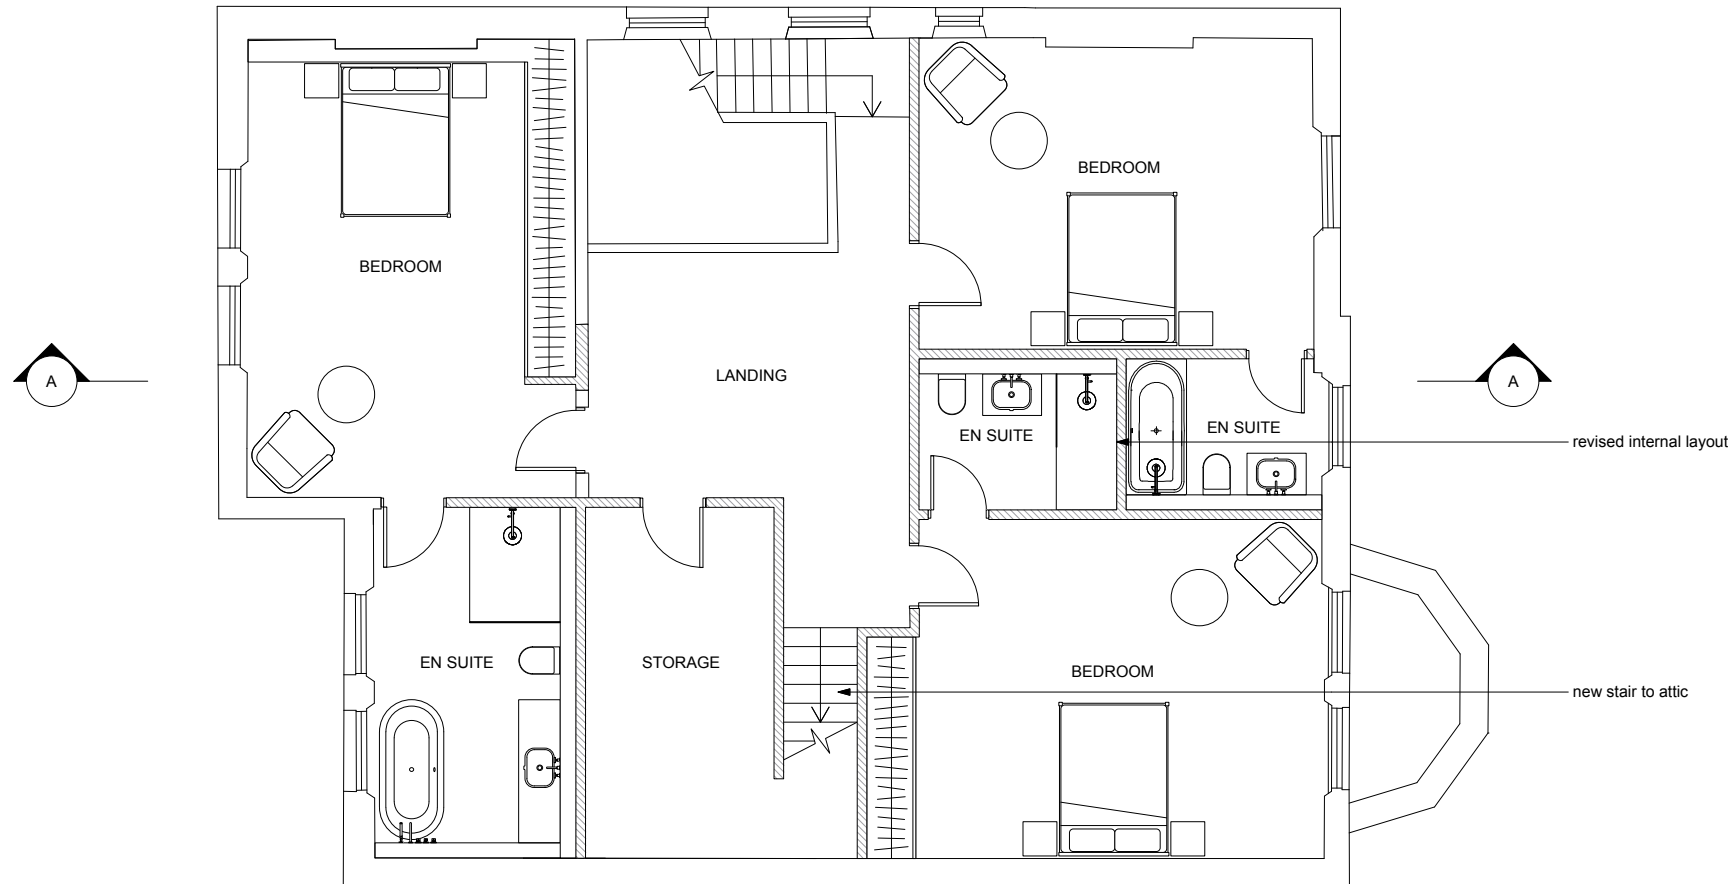 BEDROOM
BEDROOM
LANDING
A
A
EN SUITE
EN SUITE
revised internal layout
EN SUITE
STORAGE
BEDROOM
new stair to attic